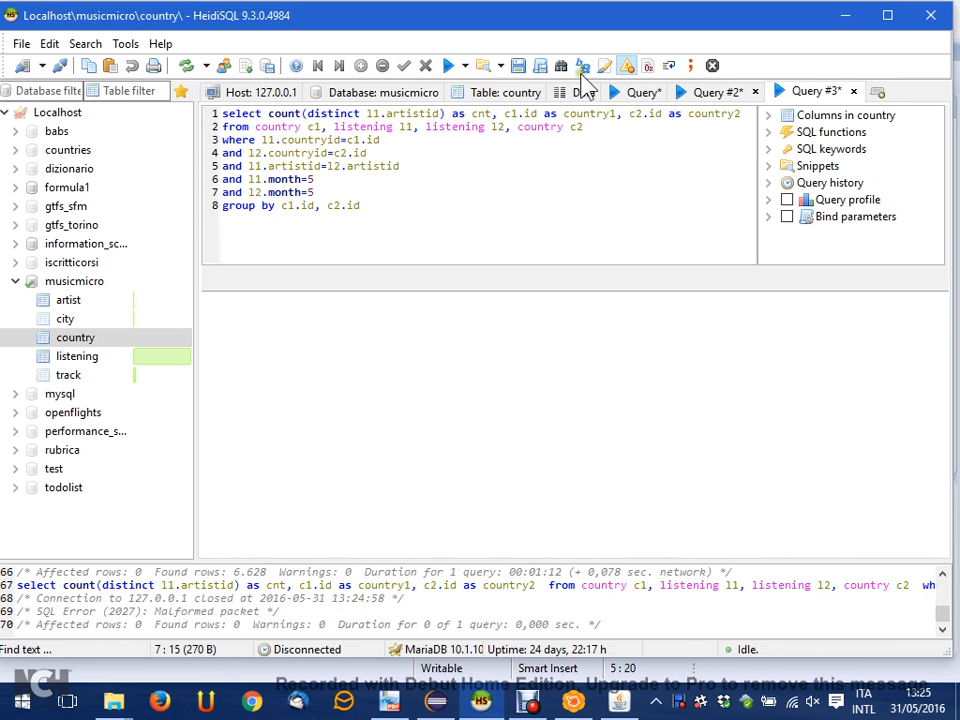 Localhost\musicmicro\country\ - HeidiSQL 9.3.0.4984
File Edit Search Tools Help
Database filte Table filter Host: 127.0.0.1 Database: musicmicro Table: country D Query* Query #2* × Query #3* ×
Localhost
babs
countries
dizionario
formula1
gtfs_sfm
gtfs_torino
information_sc...
iscritticorsi
musicmicro
artist
city
country
listening
track
mysql
openflights
performance_s...
rubrica
test
todolist
1 select count(distinct l1.artistid) as cnt, c1.id as country1, c2.id as country2
2 from country c1, listening l1, listening l2, country c2
3 where l1.countryid=c1.id
4 and l2.countryid=c2.id
5 and l1.artistid=l2.artistid
6 and l1.month=5
7 and l2.month=5
8 group by c1.id, c2.id
Columns in country
SQL functions
SQL keywords
Snippets
Query history
Query profile
Bind parameters
66 /* Affected rows: 0 Found rows: 6.628 Warnings: 0 Duration for 1 query: 00:01:12 (+ 0,078 sec. network) */
67 select count(distinct l1.artistid) as cnt, c1.id as country1, c2.id as country2 from country c1, listening l1, listening l2, country c2 wh
68 /* Connection to 127.0.0.1 closed at 2016-05-31 13:24:58 */
69 /* SQL Error (2027): Malformed packet */
70 /* Affected rows: 0 Found rows: 0 Warnings: 0 Duration for 0 of 1 query: 0,000 sec. */
Find text ... 7 : 15 (270 B) Disconnected MariaDB 10.1.10 Uptime: 24 days, 22:17 h Idle.
Writable Smart Insert 5 : 20
NCH Recorded with Debut Home Edition. Upgrade to Pro to remove this message
ITA 13:25
INTL 31/05/2016